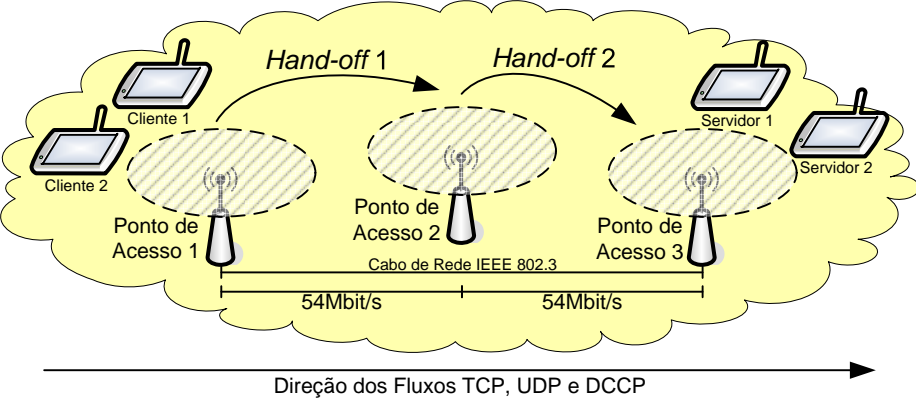 Hand-off 1
Hand-off 2
Cliente 1
Servidor 1
Cliente 2
Servidor 2
Ponto de
Acesso 1
Ponto de
Acesso 2
Ponto de
Acesso 3
Cabo de Rede IEEE 802.3
54Mbit/s
54Mbit/s
Direção dos Fluxos TCP, UDP e DCCP